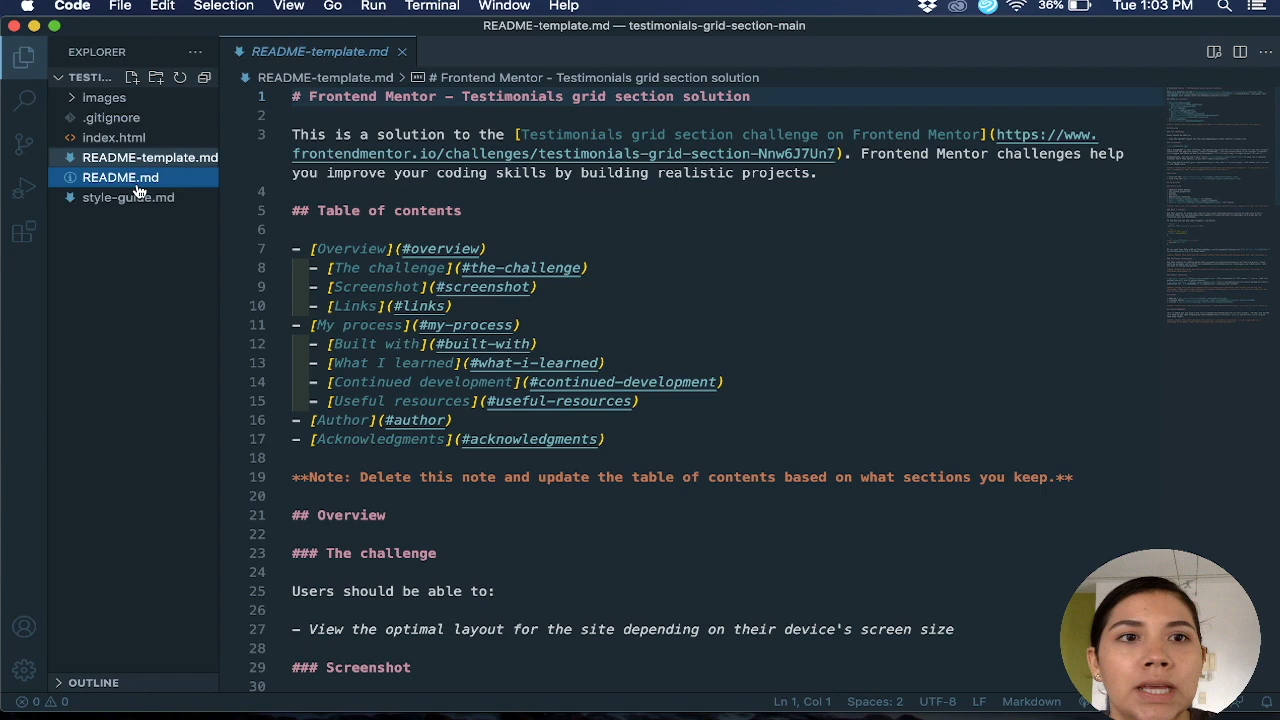 Code File Edit Selection View Go Run Terminal Window Help 36% Tue 1:03 PM
README-template.md — testimonials-grid-section-main
EXPLORER
TESTI...
images
.gitignore
index.html
README-template.md
README.md
style-guide.md
OUTLINE
README-template.md
README-template.md > # Frontend Mentor - Testimonials grid section solution
1 # Frontend Mentor - Testimonials grid section solution
2
3 This is a solution to the [Testimonials grid section challenge on Frontend Mentor](https://www.
frontendmentor.io/challenges/testimonials-grid-section-Nnw6J7Un7). Frontend Mentor challenges help
you improve your coding skills by building realistic projects.
4
5 ## Table of contents
6
7 - [Overview](#overview)
8 - [The challenge](#the-challenge)
9 - [Screenshot](#screenshot)
10 - [Links](#links)
11 - [My process](#my-process)
12 - [Built with](#built-with)
13 - [What I learned](#what-i-learned)
14 - [Continued development](#continued-development)
15 - [Useful resources](#useful-resources)
16 - [Author](#author)
17 - [Acknowledgments](#acknowledgments)
18
19 **Note: Delete this note and update the table of contents based on what sections you keep.**
20
21 ## Overview
22
23 ### The challenge
24
25 Users should be able to:
26
27 - View the optimal layout for the site depending on their device's screen size
28
29 ### Screenshot
30
0 0 Ln 1, Col 1 Spaces: 2 UTF-8 LF Markdown